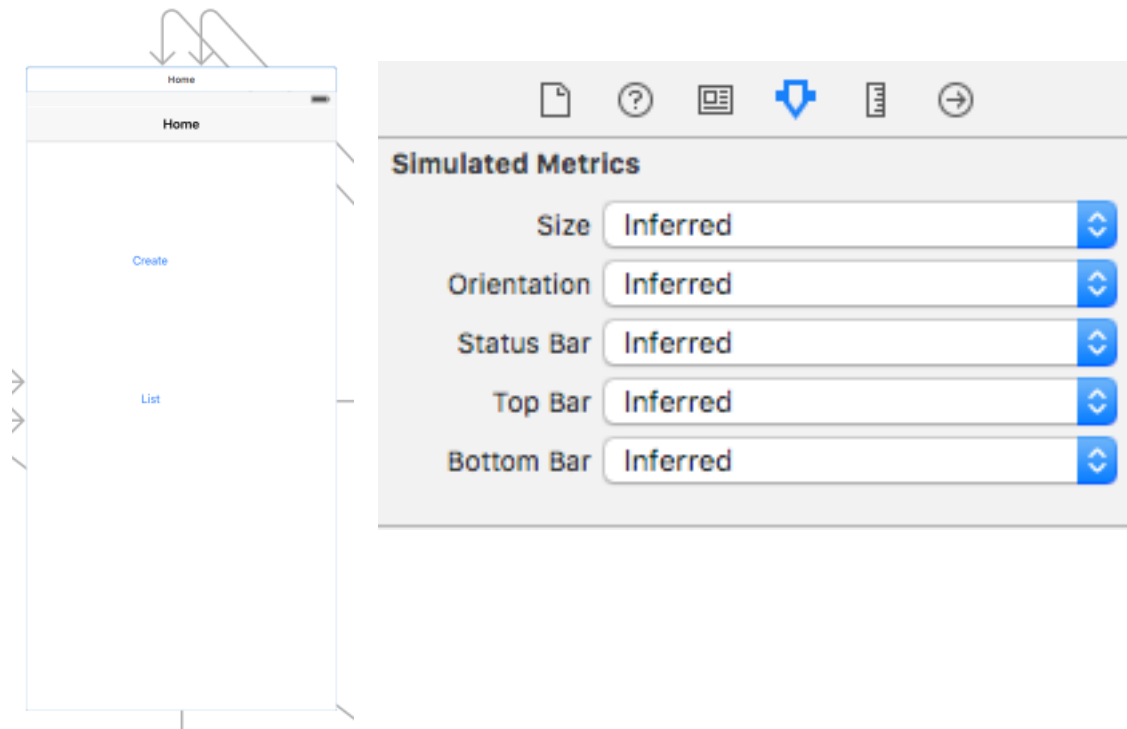 Home
Home
Create
List
Simulated Metrics
Size Inferred
Orientation Inferred
Status Bar Inferred
Top Bar Inferred
Bottom Bar Inferred